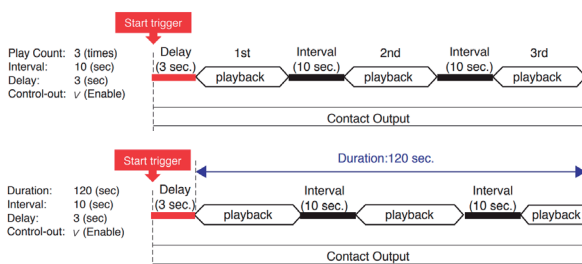 Start trigger
Play Count: 3 (times)
Interval: 10 (sec)
Delay: 3 (sec)
Control-out: √ (Enable)
Delay
(3 sec.)
1st
playback
Interval
(10 sec.)
2nd
playback
Interval
(10 sec.)
3rd
playback
Contact Output
Start trigger
Duration:120 sec.
Duration: 120 (sec)
Interval: 10 (sec)
Delay: 3 (sec)
Control-out: √ (Enable)
Delay
(3 sec.)
playback
Interval
(10 sec.)
playback
Interval
(10 sec.)
playback
Contact Output